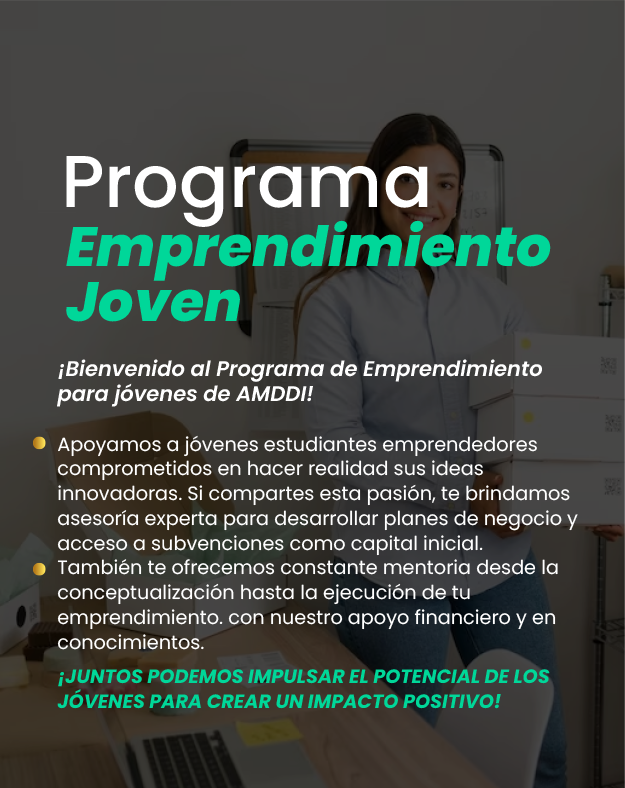 Programa
Emprendimiento
Joven
¡Bienvenido al Programa de Emprendimiento
para jóvenes de AMDDI!
Apoyamos a jóvenes estudiantes emprendedores
comprometidos en hacer realidad sus ideas
innovadoras. Si compartes esta pasión, te brindamos
asesoría experta para desarrollar planes de negocio y
acceso a subvenciones como capital inicial.
También te ofrecemos constante mentoria desde la
conceptualización hasta la ejecución de tu
emprendimiento. con nuestro apoyo financiero y en
conocimientos.
¡JUNTOS PODEMOS IMPULSAR EL POTENCIAL DE LOS
JÓVENES PARA CREAR UN IMPACTO POSITIVO!